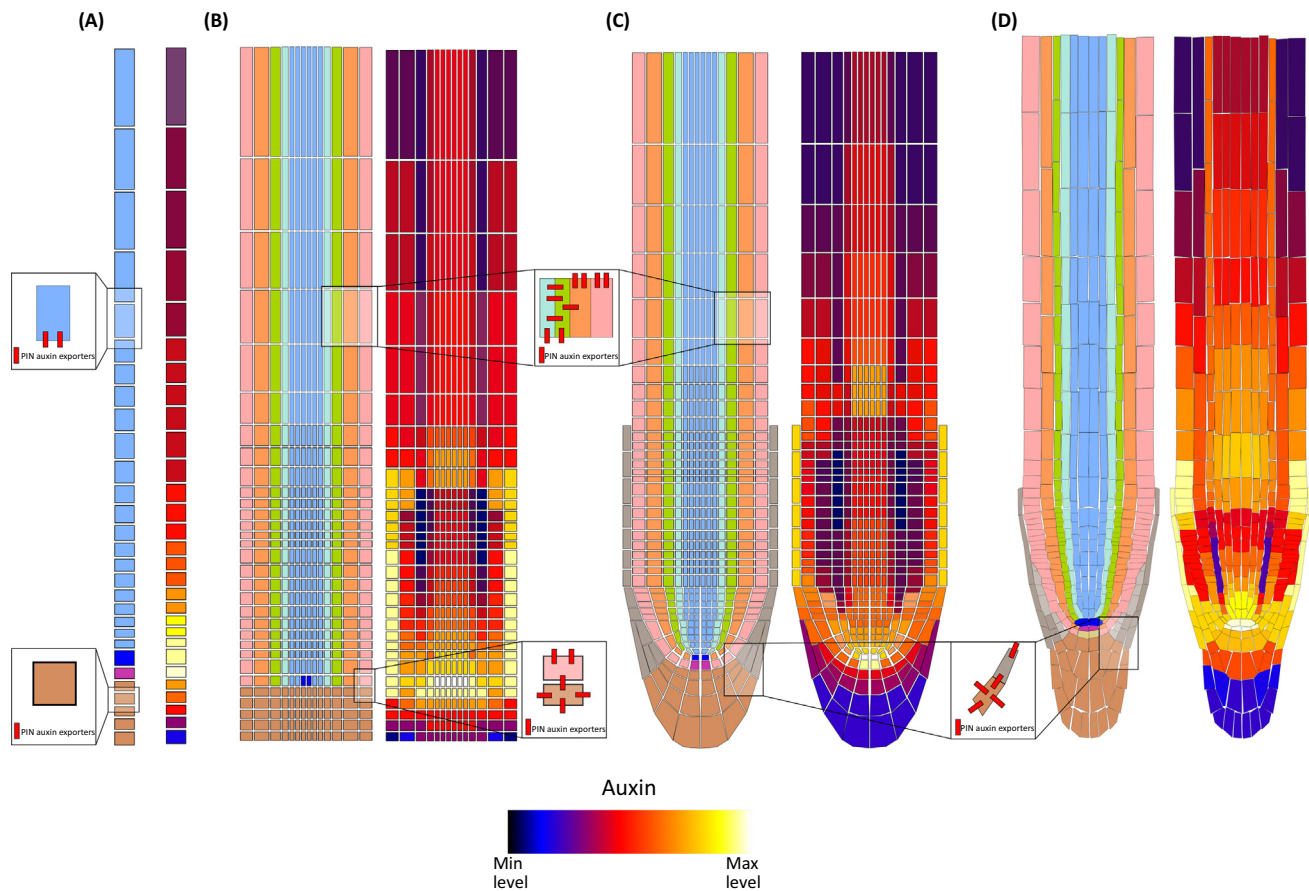 (A)
(B)
(C)
(D)
PIN auxin exporters
PIN auxin exporters
PIN auxin exporters
PIN auxin exporters
PIN auxin exporters
Auxin
Min
level
Max
level